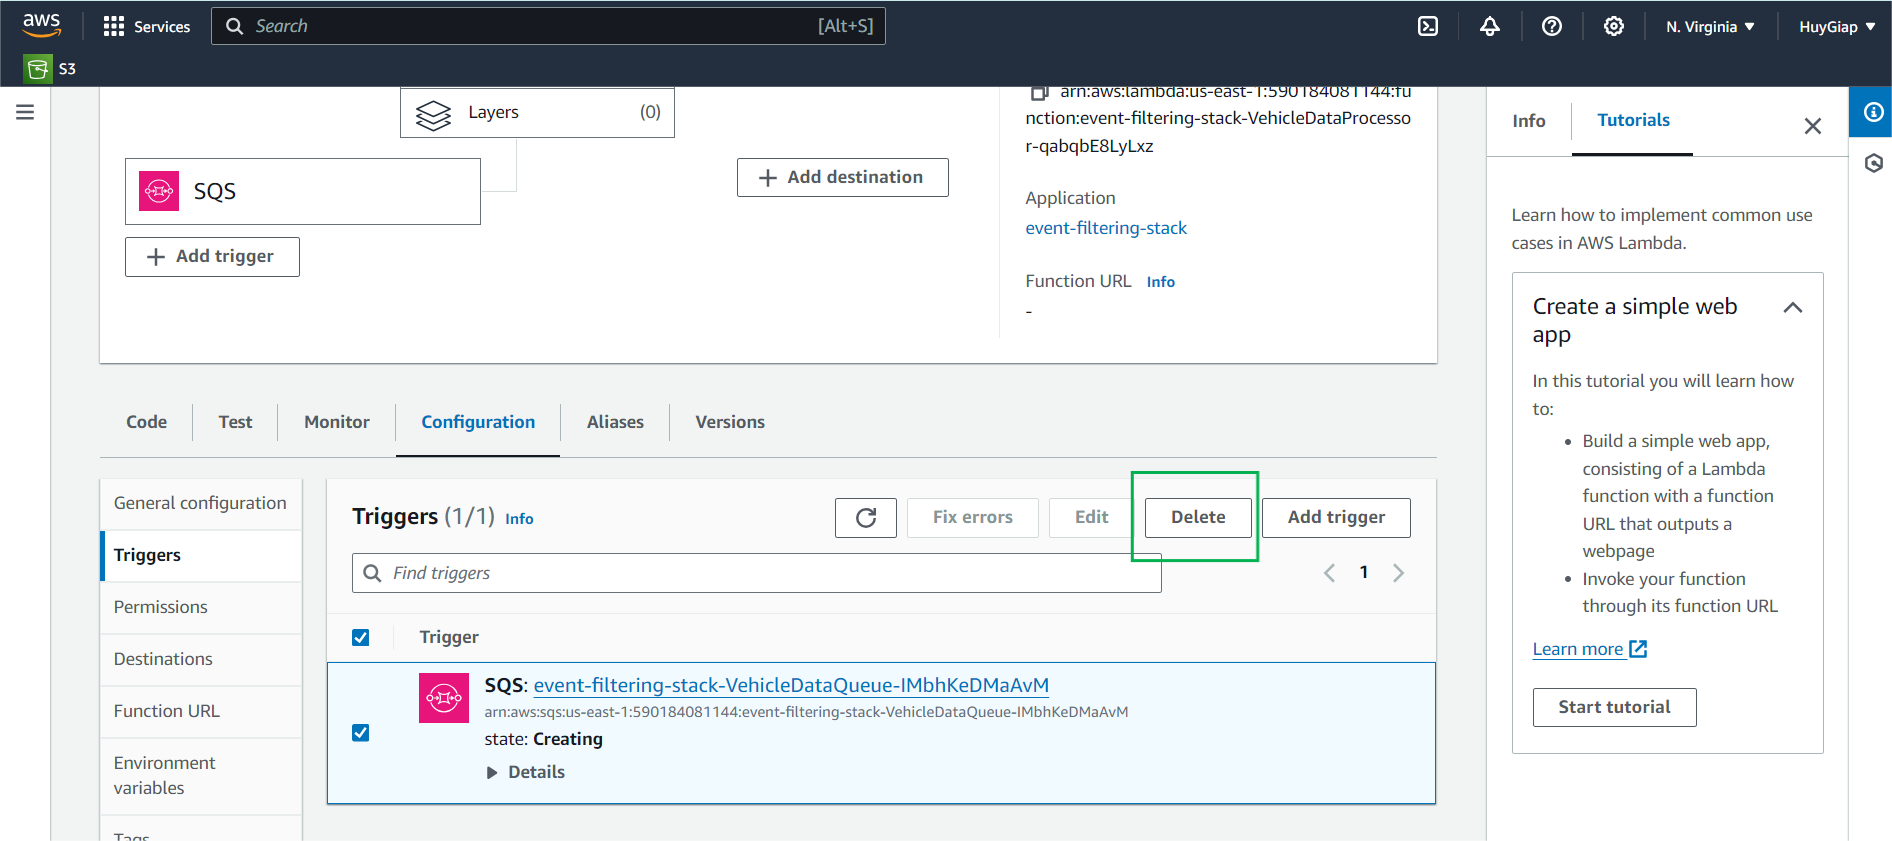 aws
Services
Search
[Alt+S]
N. Virginia
HuyGiap
S3
Layers
(0)
SQS
Add trigger
Add destination
arn:aws:lambda:us-east-1:590184081144:fu
nction:event-filtering-stack-VehicleDataProcesso
r-qabqbE8LyLxz
Application
event-filtering-stack
Function URL Info
-
Code
Test
Monitor
Configuration
Aliases
Versions
General configuration
Triggers
Permissions
Destinations
Function URL
Environment
variables
Tags
Triggers (1/1) Info
Fix errors
Edit
Delete
Add trigger
Find triggers
1
Trigger
SQS: event-filtering-stack-VehicleDataQueue-IMbhKeDMaAvM
arn:aws:sqs:us-east-1:590184081144:event-filtering-stack-VehicleDataQueue-IMbhKeDMaAvM
state: Creating
Details
Info
Tutorials
Learn how to implement common use
cases in AWS Lambda.
Create a simple web
app
In this tutorial you will learn how
to:
• Build a simple web app,
consisting of a Lambda
function with a function
URL that outputs a
webpage
• Invoke your function
through its function URL
Learn more
Start tutorial